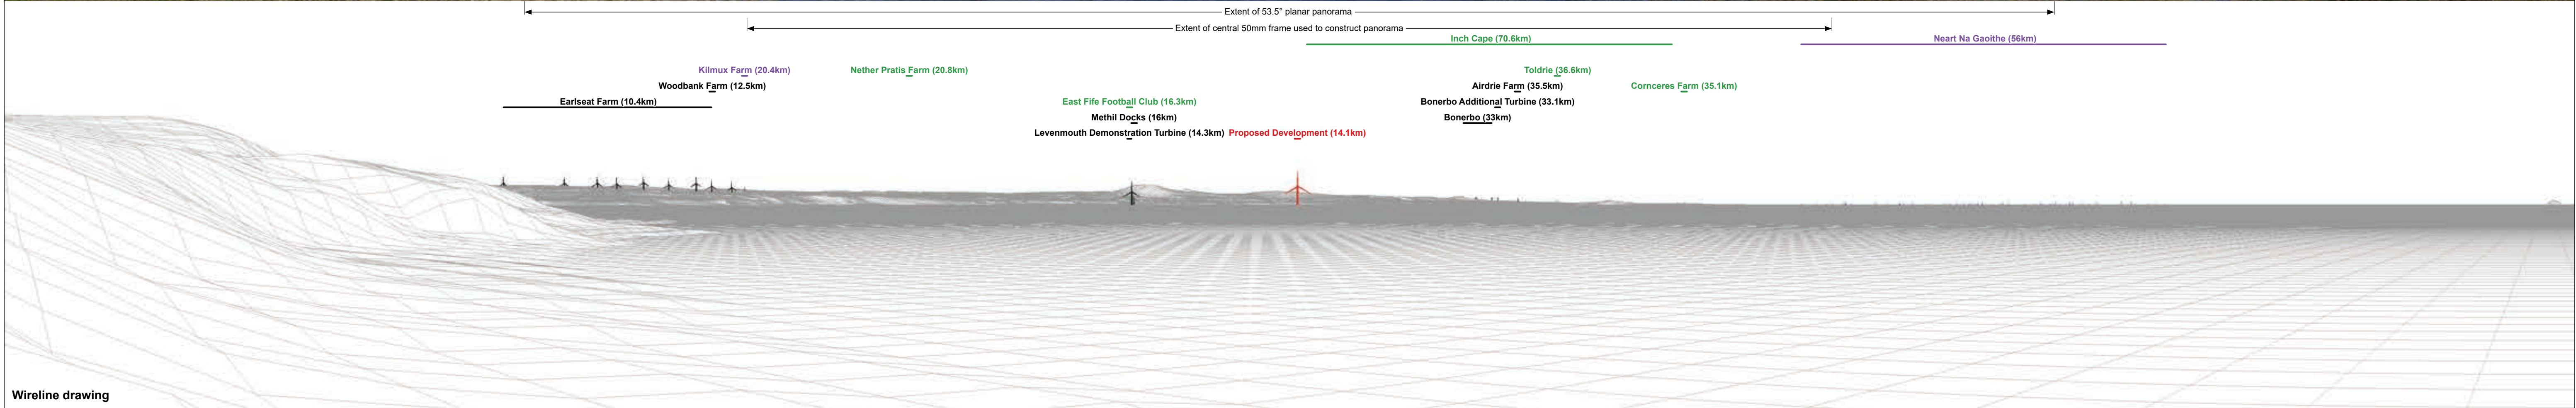 Extent of 53.5° planar panorama
Extent of central 50mm frame used to construct panorama
Inch Cape (70.6km)
Neart Na Gaoithe (56km)
Kilmux Farm (20.4km)
Nether Pratis Farm (20.8km)
Toldrie (36.6km)
Woodbank Farm (12.5km)
Airdrie Farm (35.5km)
Cornceres Farm (35.1km)
Earlseat Farm (10.4km)
East Fife Football Club (16.3km)
Bonerbo Additional Turbine (33.1km)
Methil Docks (16km)
Bonerbo (33km)
Levenmouth Demonstration Turbine (14.3km)
Proposed Development (14.1km)
Wireline drawing